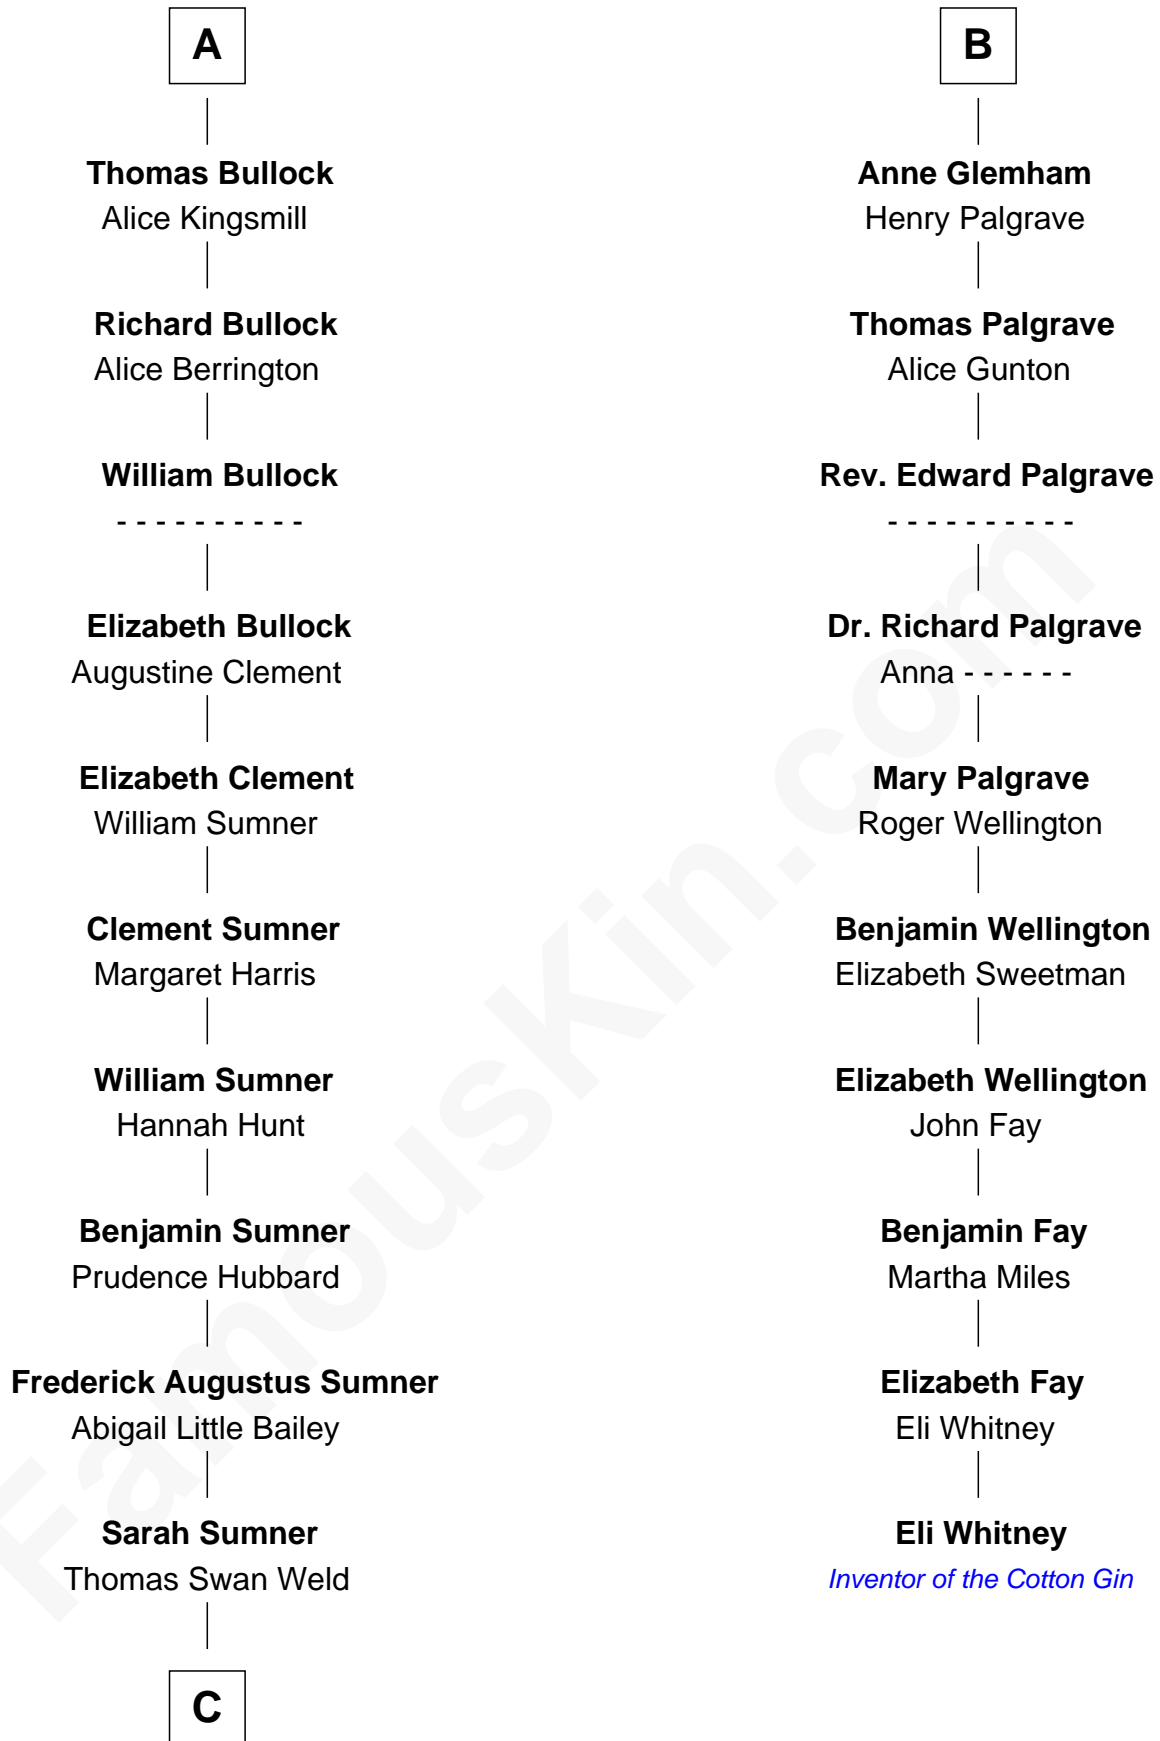 A
Thomas Bullock
Alice Kingsmill
Richard Bullock
Alice Berrington
William Bullock
- - - - - - - - - -
Elizabeth Bullock
Augustine Clement
Elizabeth Clement
William Sumner
Clement Sumner
Margaret Harris
William Sumner
Hannah Hunt
Benjamin Sumner
Prudence Hubbard
Frederick Augustus Sumner
Abigail Little Bailey
Sarah Sumner
Thomas Swan Weld
C
B
Anne Glemham
Henry Palgrave
Thomas Palgrave
Alice Gunton
Rev. Edward Palgrave
- - - - - - - - - -
Dr. Richard Palgrave
Anna - - - - - -
Mary Palgrave
Roger Wellington
Benjamin Wellington
Elizabeth Sweetman
Elizabeth Wellington
John Fay
Benjamin Fay
Martha Miles
Elizabeth Fay
Eli Whitney
Eli Whitney
Inventor of the Cotton Gin
FamousKin.com